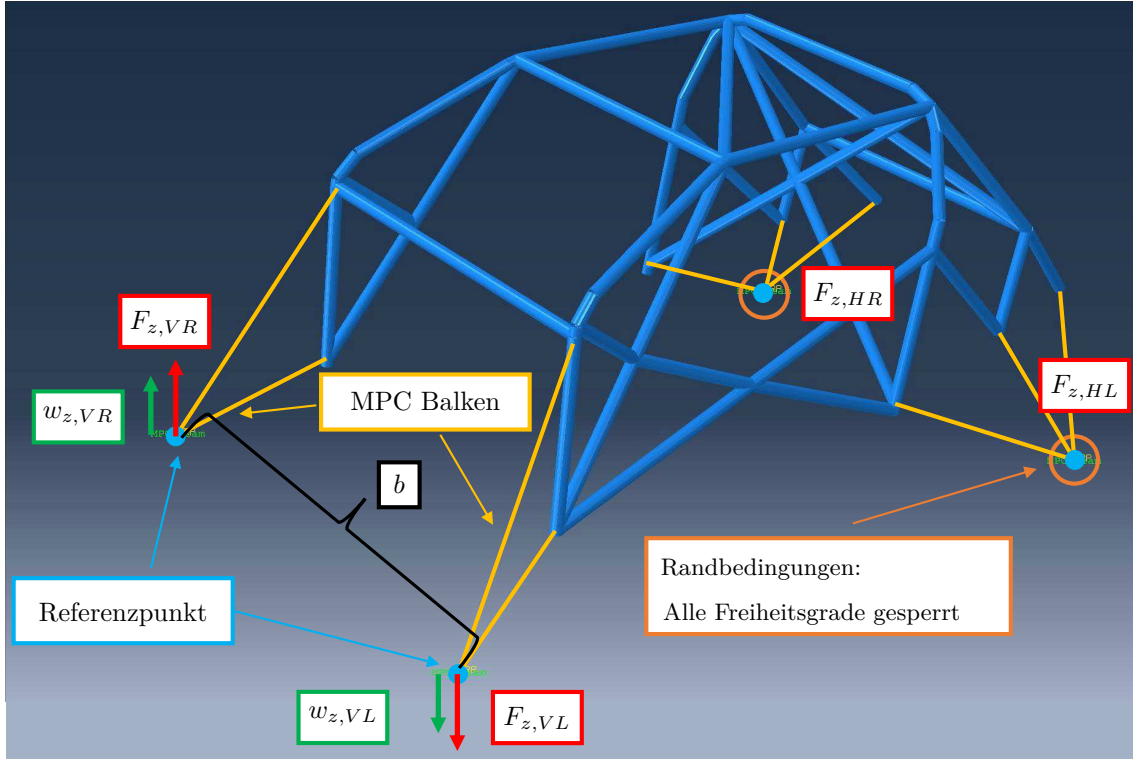 F_{z,HR}
F_{z,VR}
F_{z,HL}
w_{z,VR}
MPC Balken
b
Randbedingungen:
Alle Freiheitsgrade gesperrt
Referenzpunkt
w_{z,VL}
F_{z,VL}